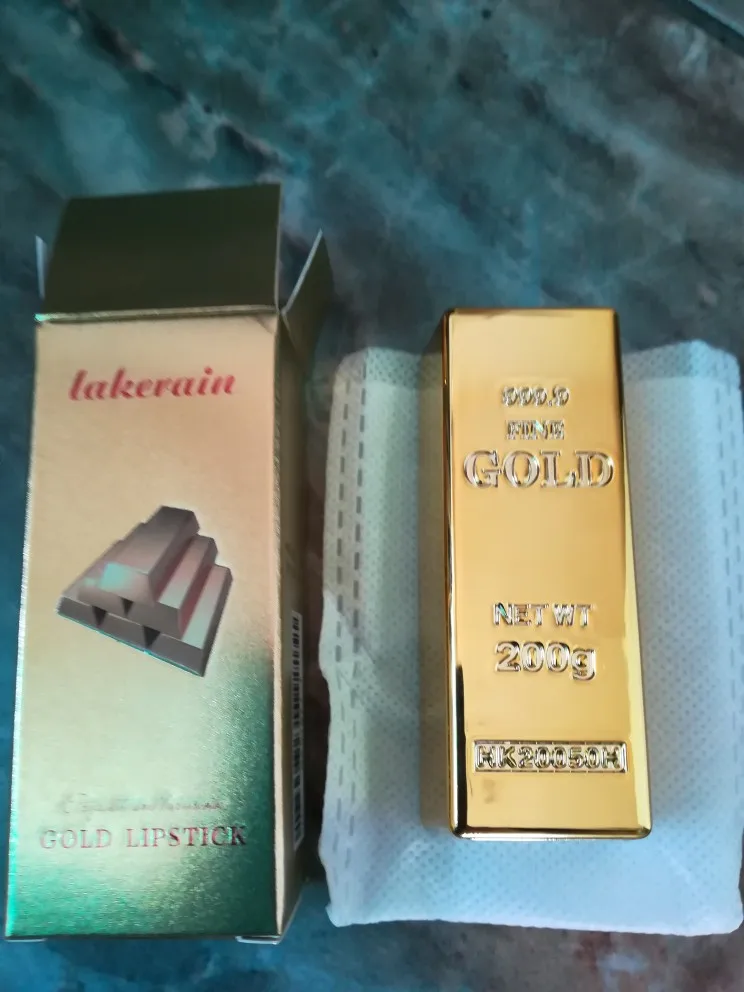 lakerain
GOLD LIPSTICK
999.9
FINE
GOLD
NET WT
200g
HK20050H